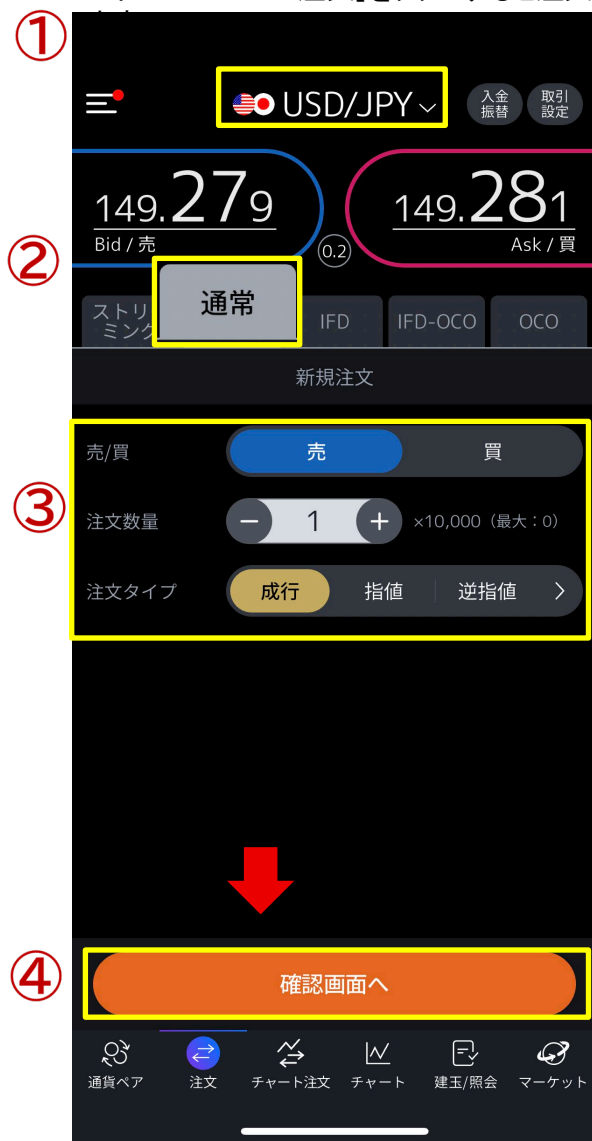 ①
USD/JPY
入金
振替
取引
設定
149.279
Bid / 売
0.2
149.281
Ask / 買
②
ストリ
ミング
通常
IFD
IFD-OCO
OCO
新規注文
③
売/買
売
買
注文数量
1
×10,000（最大：0）
注文タイプ
成行
指値
逆指値
④
確認画面へ
通貨ペア
注文
チャート注文
チャート
建玉/照会
マーケット